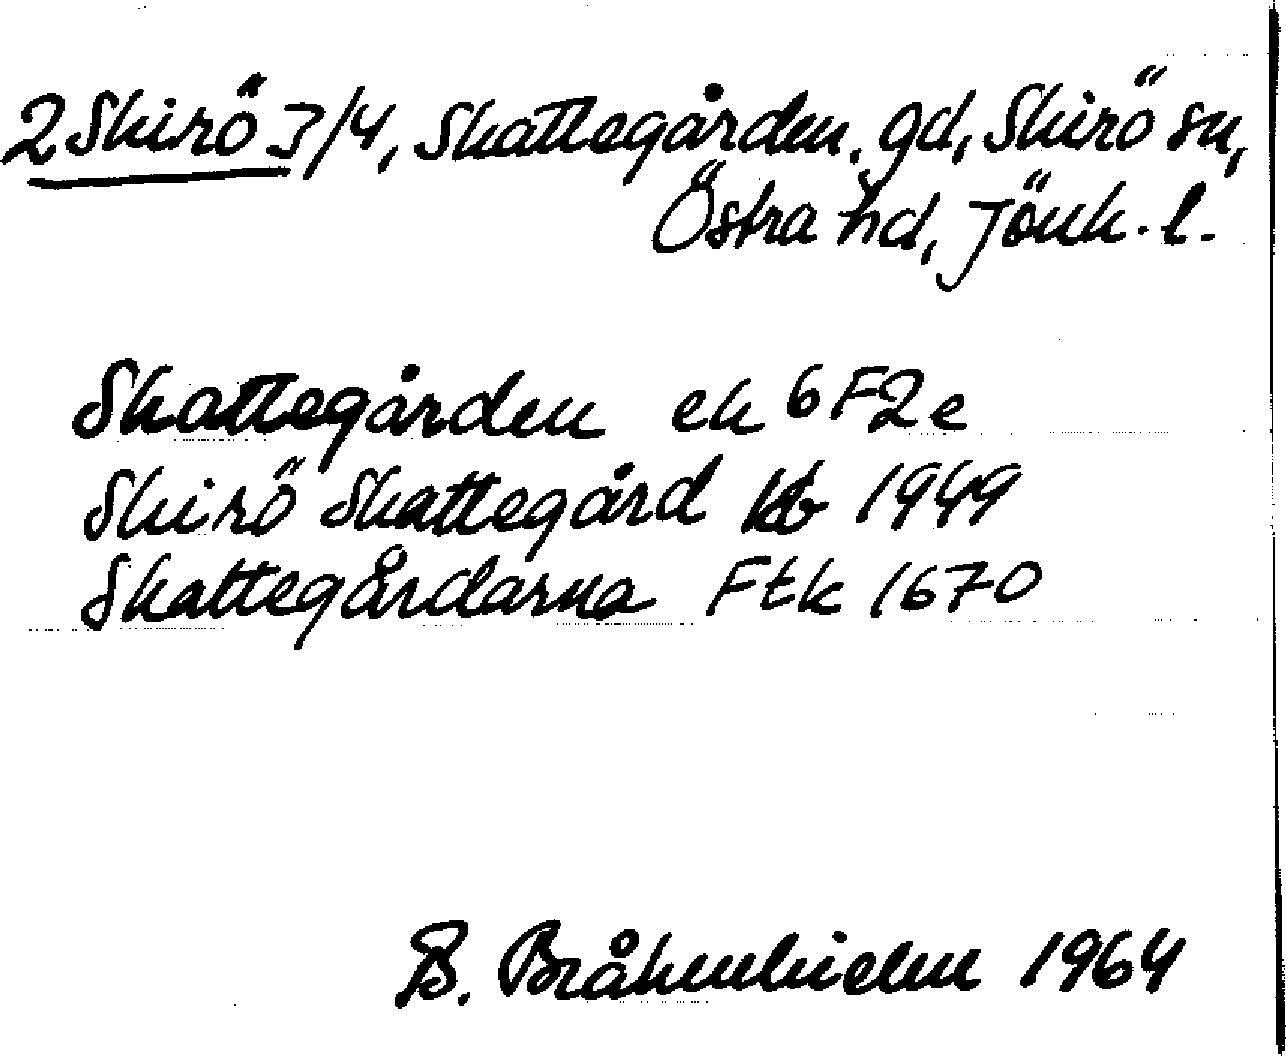 2 Skirö 3/4, Skattegården, gd, Skirö sn,
Östra hd, Jönk. l.
Skattegården ek 6F2e
Skirö Skattegård kb 1949
Skattegårdarna Ftk 1670
B. Bråkenhielm 1964